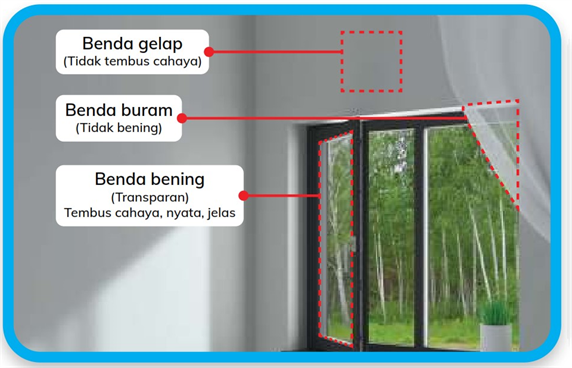 Benda gelap
(Tidak tembus cahaya)
Benda buram
(Tidak bening)
Benda bening
(Transparan)
Tembus cahaya, nyata, jelas